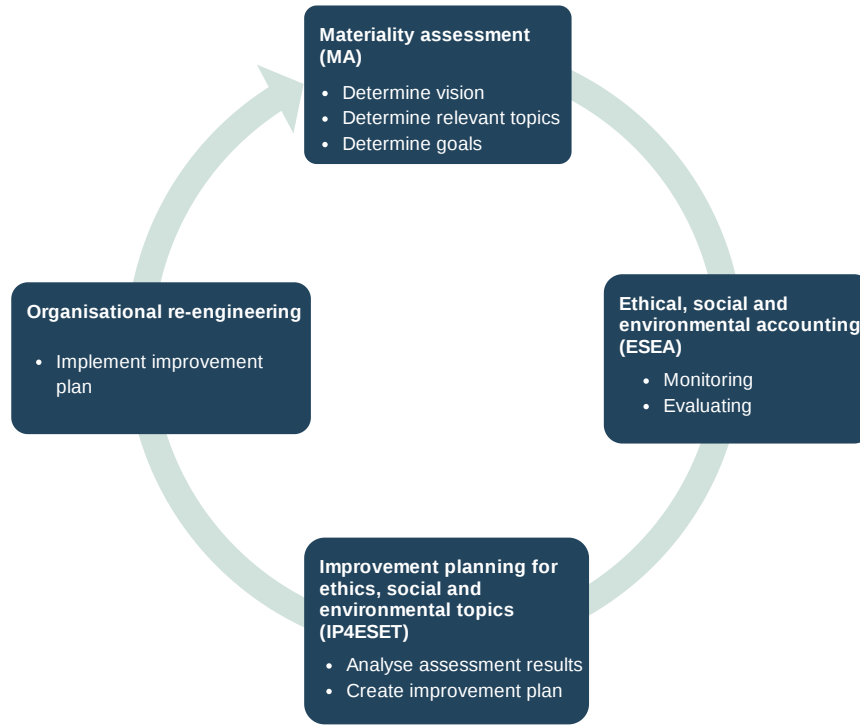 Materiality assessment
(MA)
• Determine vision
• Determine relevant topics
• Determine goals
Ethical, social and
environmental accounting
(ESEA)
• Monitoring
• Evaluating
Improvement planning for
ethics, social and
environmental topics
(IP4ESET)
• Analyse assessment results
• Create improvement plan
Organisational re-engineering
• Implement improvement
plan